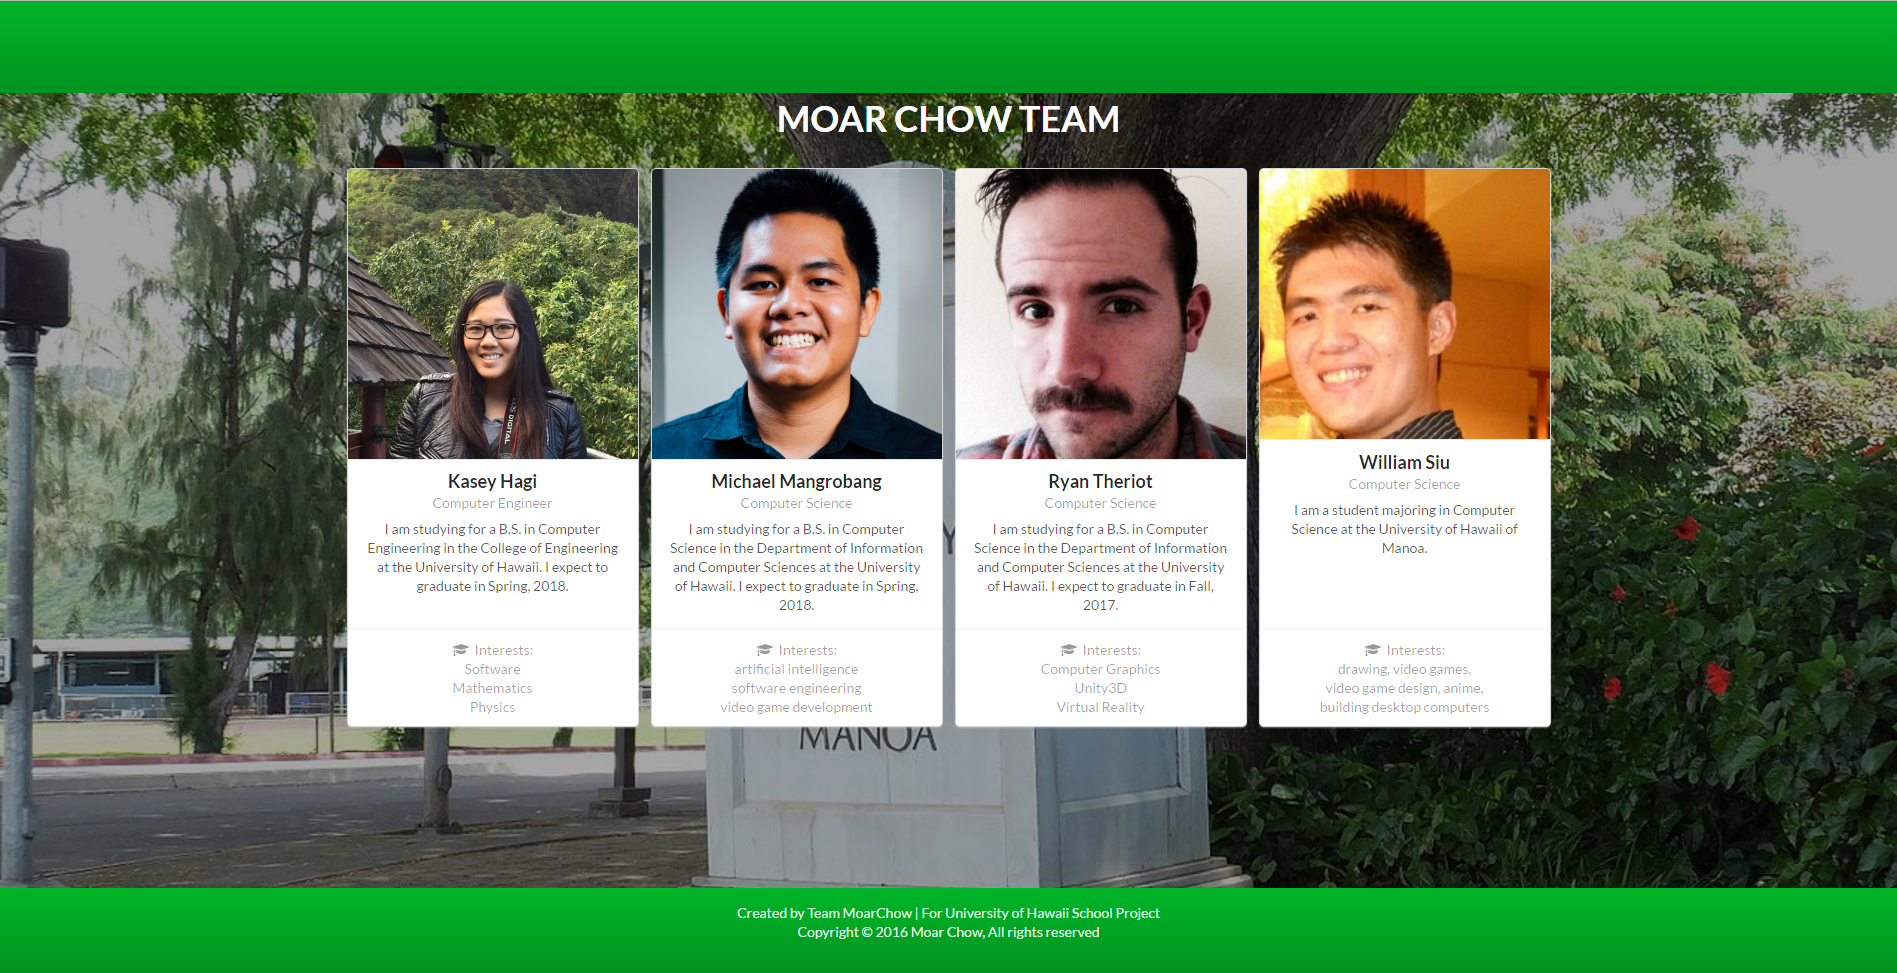 MOAR CHOW TEAM
Kasey Hagi
Computer Engineer
I am studying for a B.S. in Computer
Engineering in the College of Engineering
at the University of Hawaii. I expect to
graduate in Spring, 2018.
Interests:
Software
Mathematics
Physics
Michael Mangrobang
Computer Science
I am studying for a B.S. in Computer
Science in the Department of Information
and Computer Sciences at the University
of Hawaii. I expect to graduate in Spring,
2018.
Interests:
artificial intelligence
software engineering
video game development
Ryan Theriot
Computer Science
I am studying for a B.S. in Computer
Science in the Department of Information
and Computer Sciences at the University
of Hawaii. I expect to graduate in Fall,
2017.
Interests:
Computer Graphics
Unity3D
Virtual Reality
William Siu
Computer Science
I am a student majoring in Computer
Science at the University of Hawaii of
Manoa.
Interests:
drawing, video games,
video game design, anime,
building desktop computers
MANOA
Created by Team MoarChow | For University of Hawaii School Project
Copyright © 2016 Moar Chow, All rights reserved